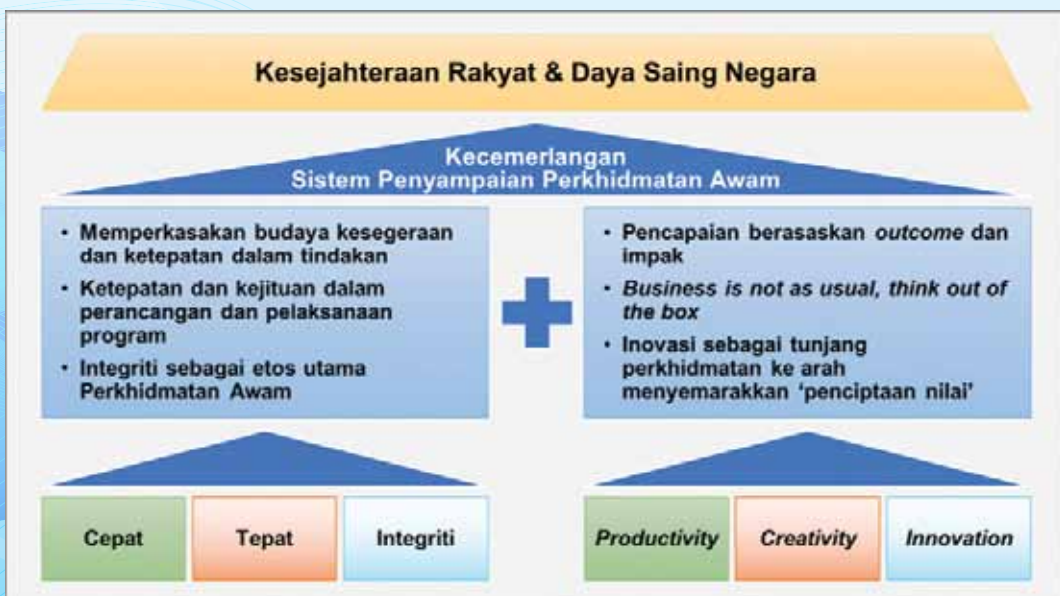 Kesejahteraan Rakyat & Daya Saing Negara
Kecemerlangan
Sistem Penyampaian Perkhidmatan Awam
• Memperkasakan budaya kesegeraan
dan ketepatan dalam tindakan
• Ketepatan dan kejituan dalam
perancangan dan pelaksanaan
program
• Integriti sebagai etos utama
Perkhidmatan Awam
• Pencapaian berasaskan outcome dan
impak
• Business is not as usual, think out of
the box
• Inovasi sebagai tunjang
perkhidmatan ke arah
menyemarakkan ‘penciptaan nilai’
Cepat
Tepat
Integriti
Productivity
Creativity
Innovation